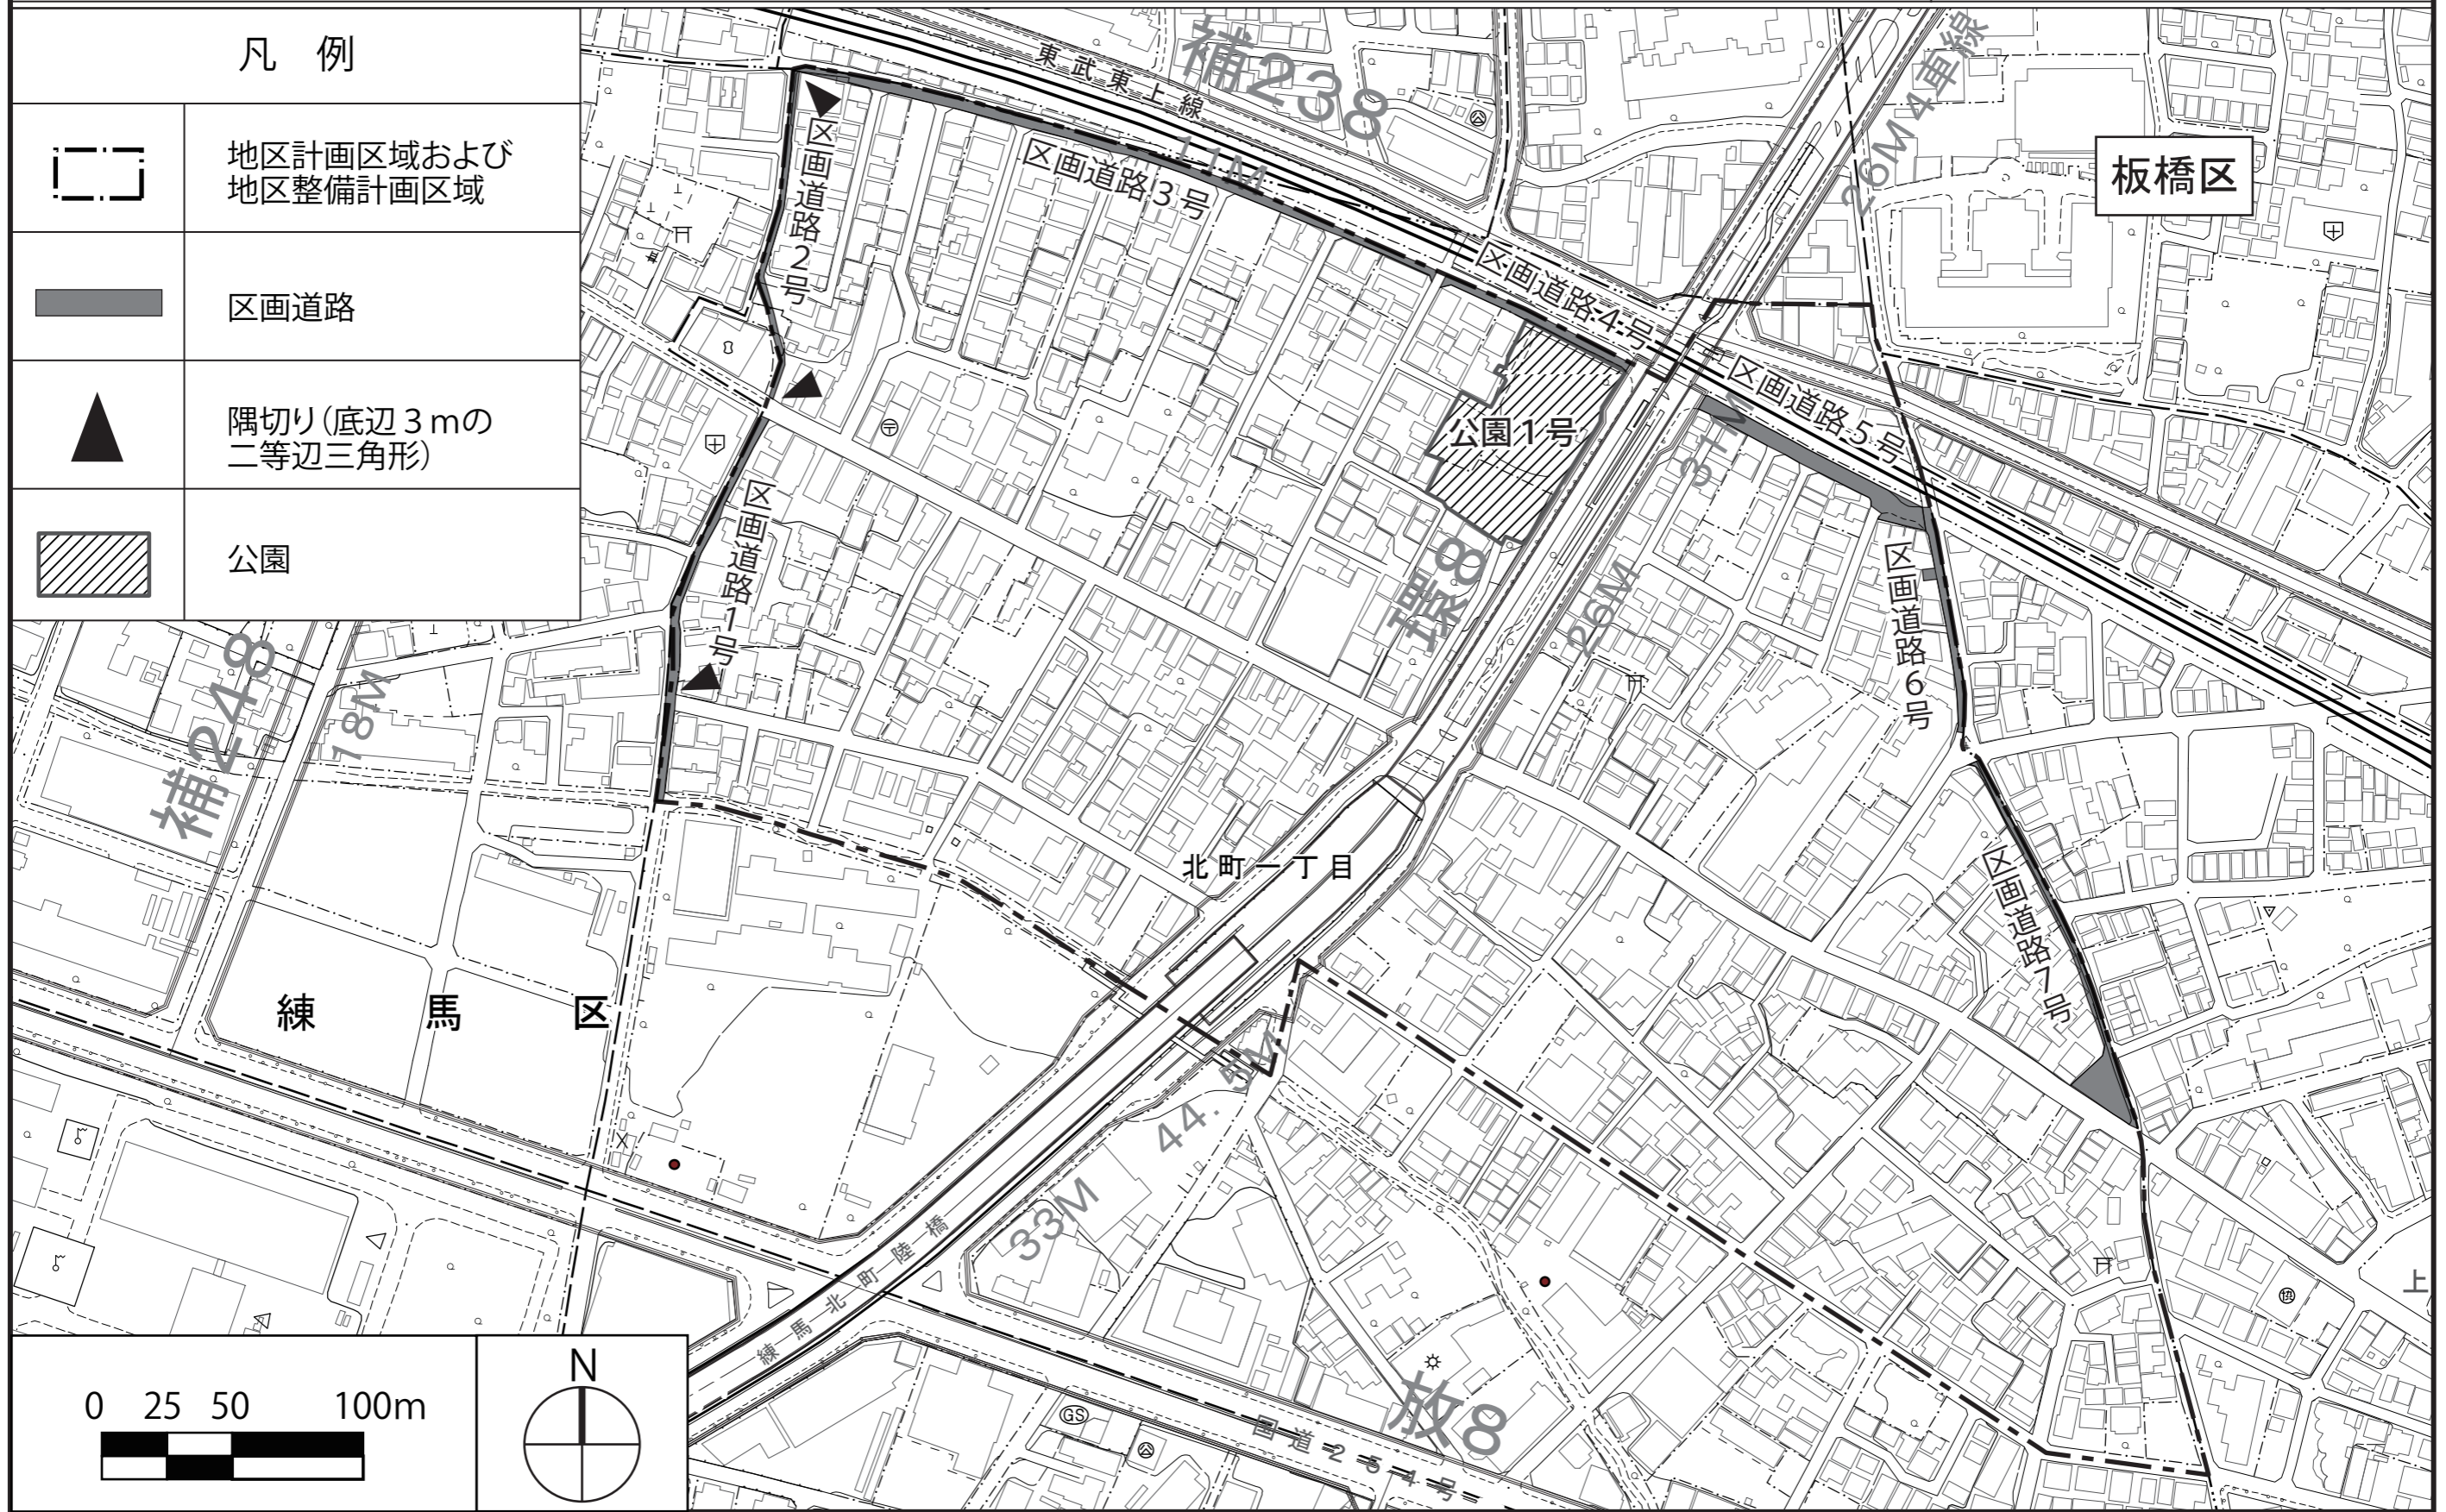 凡 例
地区計画区域および
地区整備計画区域
区画道路
隅切り（底辺３ｍの
二等辺三角形）
公園
東武東上線
補238
11M
26M4車線
板橋区
区画道路２号
区画道路３号
区画道路４号
区画道路５号
公園１号
31M
環8
26M
区画道路１号
区画道路６号
補248
18M
北町一丁目
区画道路７号
練馬区
44.5M
33M
練馬北町陸橋
上
放8
国道254号
GS
0 25 50 100m
N